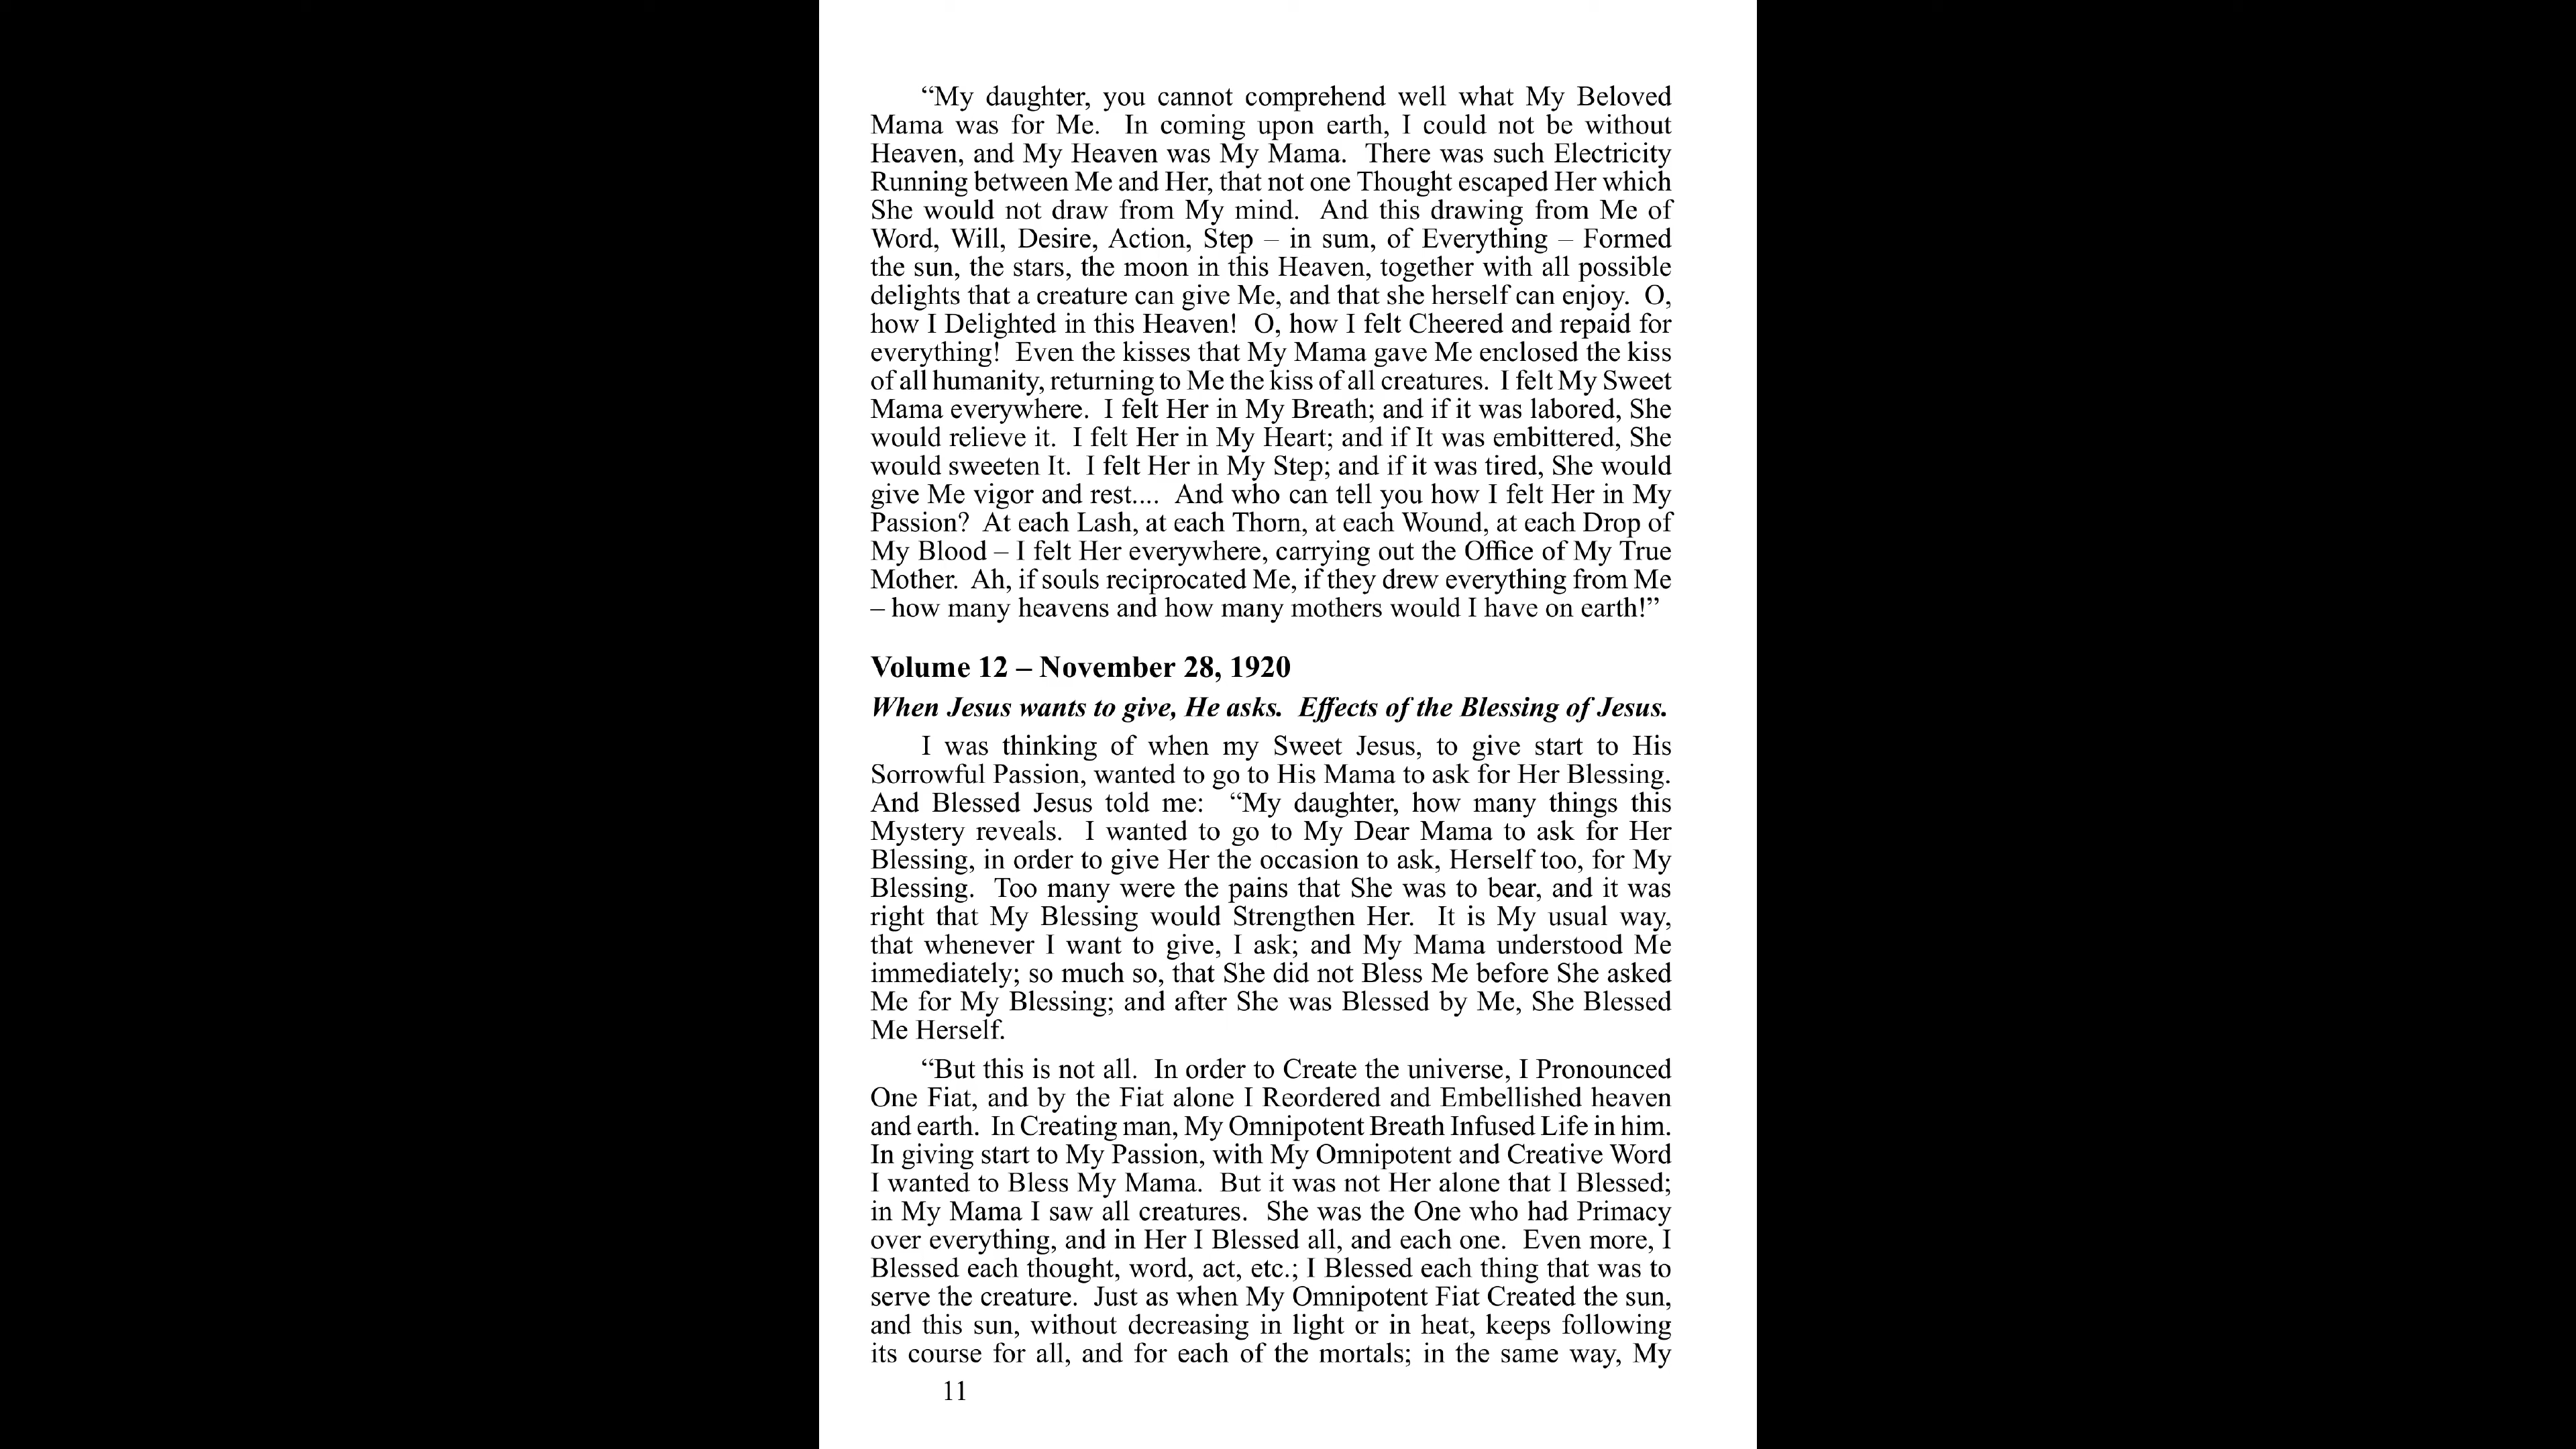 “My daughter, you cannot comprehend well what My Beloved
Mama was for Me.  In coming upon earth, I could not be without
Heaven, and My Heaven was My Mama.  There was such Electricity
Running between Me and Her, that not one Thought escaped Her which
She would not draw from My mind.  And this drawing from Me of
Word, Will, Desire, Action, Step – in sum, of Everything – Formed
the sun, the stars, the moon in this Heaven, together with all possible
delights that a creature can give Me, and that she herself can enjoy.  O,
how I Delighted in this Heaven!  O, how I felt Cheered and repaid for
everything!  Even the kisses that My Mama gave Me enclosed the kiss
of all humanity, returning to Me the kiss of all creatures.  I felt My Sweet
Mama everywhere.  I felt Her in My Breath; and if it was labored, She
would relieve it.  I felt Her in My Heart; and if It was embittered, She
would sweeten It.  I felt Her in My Step; and if it was tired, She would
give Me vigor and rest....  And who can tell you how I felt Her in My
Passion?  At each Lash, at each Thorn, at each Wound, at each Drop of
My Blood – I felt Her everywhere, carrying out the Office of My True
Mother.  Ah, if souls reciprocated Me, if they drew everything from Me
– how many heavens and how many mothers would I have on earth!”
Volume 12 – November 28, 1920
When Jesus wants to give, He asks.  Effects of the Blessing of Jesus.
I was thinking of when my Sweet Jesus, to give start to His
Sorrowful Passion, wanted to go to His Mama to ask for Her Blessing.
And Blessed Jesus told me:  “My daughter, how many things this
Mystery reveals.  I wanted to go to My Dear Mama to ask for Her
Blessing, in order to give Her the occasion to ask, Herself too, for My
Blessing.  Too many were the pains that She was to bear, and it was
right that My Blessing would Strengthen Her.  It is My usual way,
that whenever I want to give, I ask; and My Mama understood Me
immediately; so much so, that She did not Bless Me before She asked
Me for My Blessing; and after She was Blessed by Me, She Blessed
Me Herself.
“But this is not all.  In order to Create the universe, I Pronounced
One Fiat, and by the Fiat alone I Reordered and Embellished heaven
and earth.  In Creating man, My Omnipotent Breath Infused Life in him.
In giving start to My Passion, with My Omnipotent and Creative Word
I wanted to Bless My Mama.  But it was not Her alone that I Blessed;
in My Mama I saw all creatures.  She was the One who had Primacy
over everything, and in Her I Blessed all, and each one.  Even more, I
Blessed each thought, word, act, etc.; I Blessed each thing that was to
serve the creature.  Just as when My Omnipotent Fiat Created the sun,
and this sun, without decreasing in light or in heat, keeps following
its course for all, and for each of the mortals; in the same way, My
11